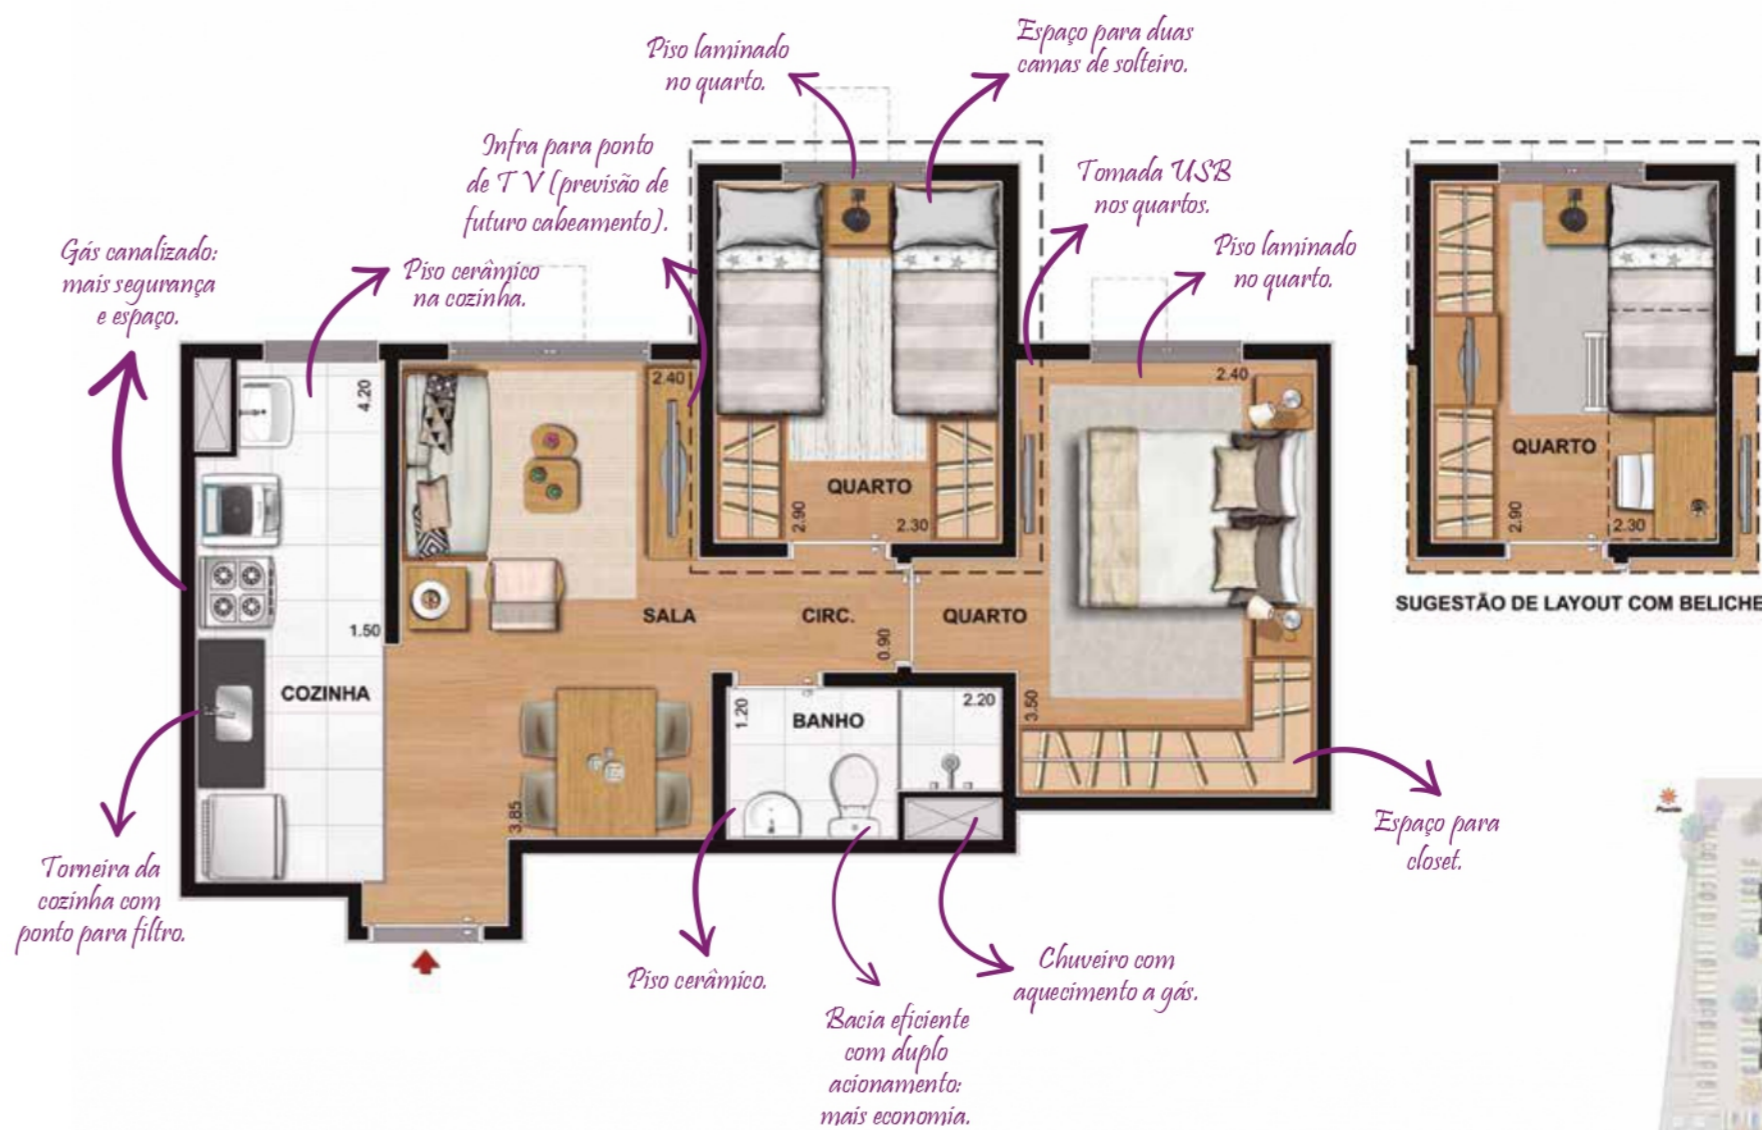 Piso laminado
no quarto.
Espaço para duas
camas de solteiro.
Infra para ponto
de TV (previsão de
futuro cabeamento).
Tomada USB
nos quartos.
Piso laminado
no quarto.
Gás canalizado:
mais segurança
e espaço.
Piso cerâmico
na cozinha.
4.20
2.40
2.40
QUARTO
2.90
2.30
QUARTO
2.90
2.30
SUGESTÃO DE LAYOUT COM BELICHE
SALA
CIRC.
QUARTO
1.50
0.90
COZINHA
1.20
BANHO
2.20
3.50
3.85
Torneira da
cozinha com
ponto para filtro.
Espaço para
closet.
Piso cerâmico.
Chuveiro com
aquecimento a gás.
Bacia eficiente
com duplo
acionamento:
mais economia.